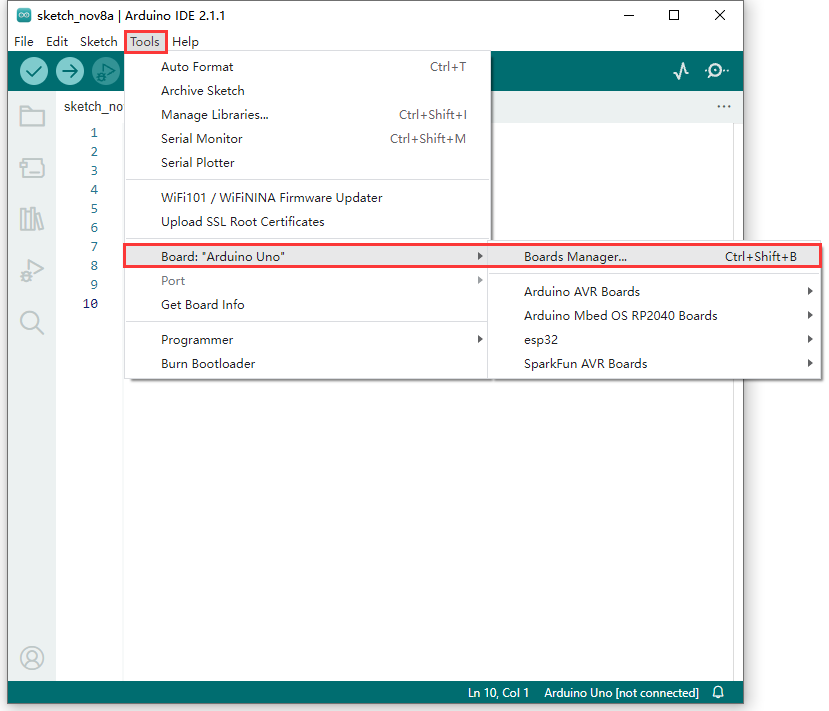 sketch_nov8a | Arduino IDE 2.1.1
File Edit Sketch Tools Help
sketch_no
1
2
3
4
5
6
7
8
9
10
Auto Format Ctrl+T
Archive Sketch
Manage Libraries... Ctrl+Shift+I
Serial Monitor Ctrl+Shift+M
Serial Plotter
WiFi101 / WiFiNINA Firmware Updater
Upload SSL Root Certificates
Board: "Arduino Uno"
Port
Get Board Info
Programmer
Burn Bootloader
Boards Manager... Ctrl+Shift+B
Arduino AVR Boards
Arduino Mbed OS RP2040 Boards
esp32
SparkFun AVR Boards
Ln 10, Col 1 Arduino Uno [not connected]